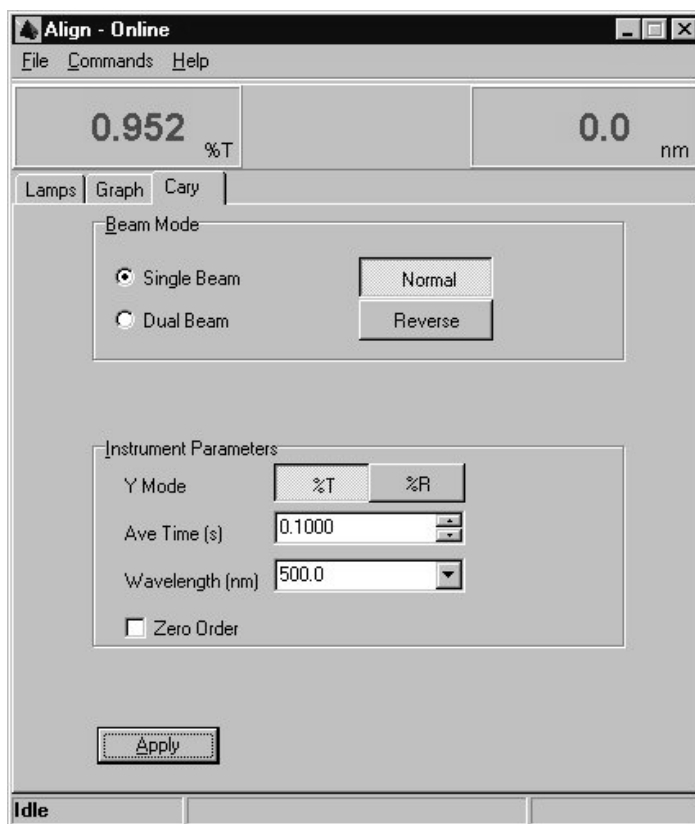 Align - Online
File Commands Help
0.952 %T
0.0 nm
Lamps Graph Cary
Beam Mode
Single Beam Normal
Dual Beam Reverse
Instrument Parameters
Y Mode %T %R
Ave Time (s) 0.1000
Wavelength (nm) 500.0
Zero Order
Apply
Idle